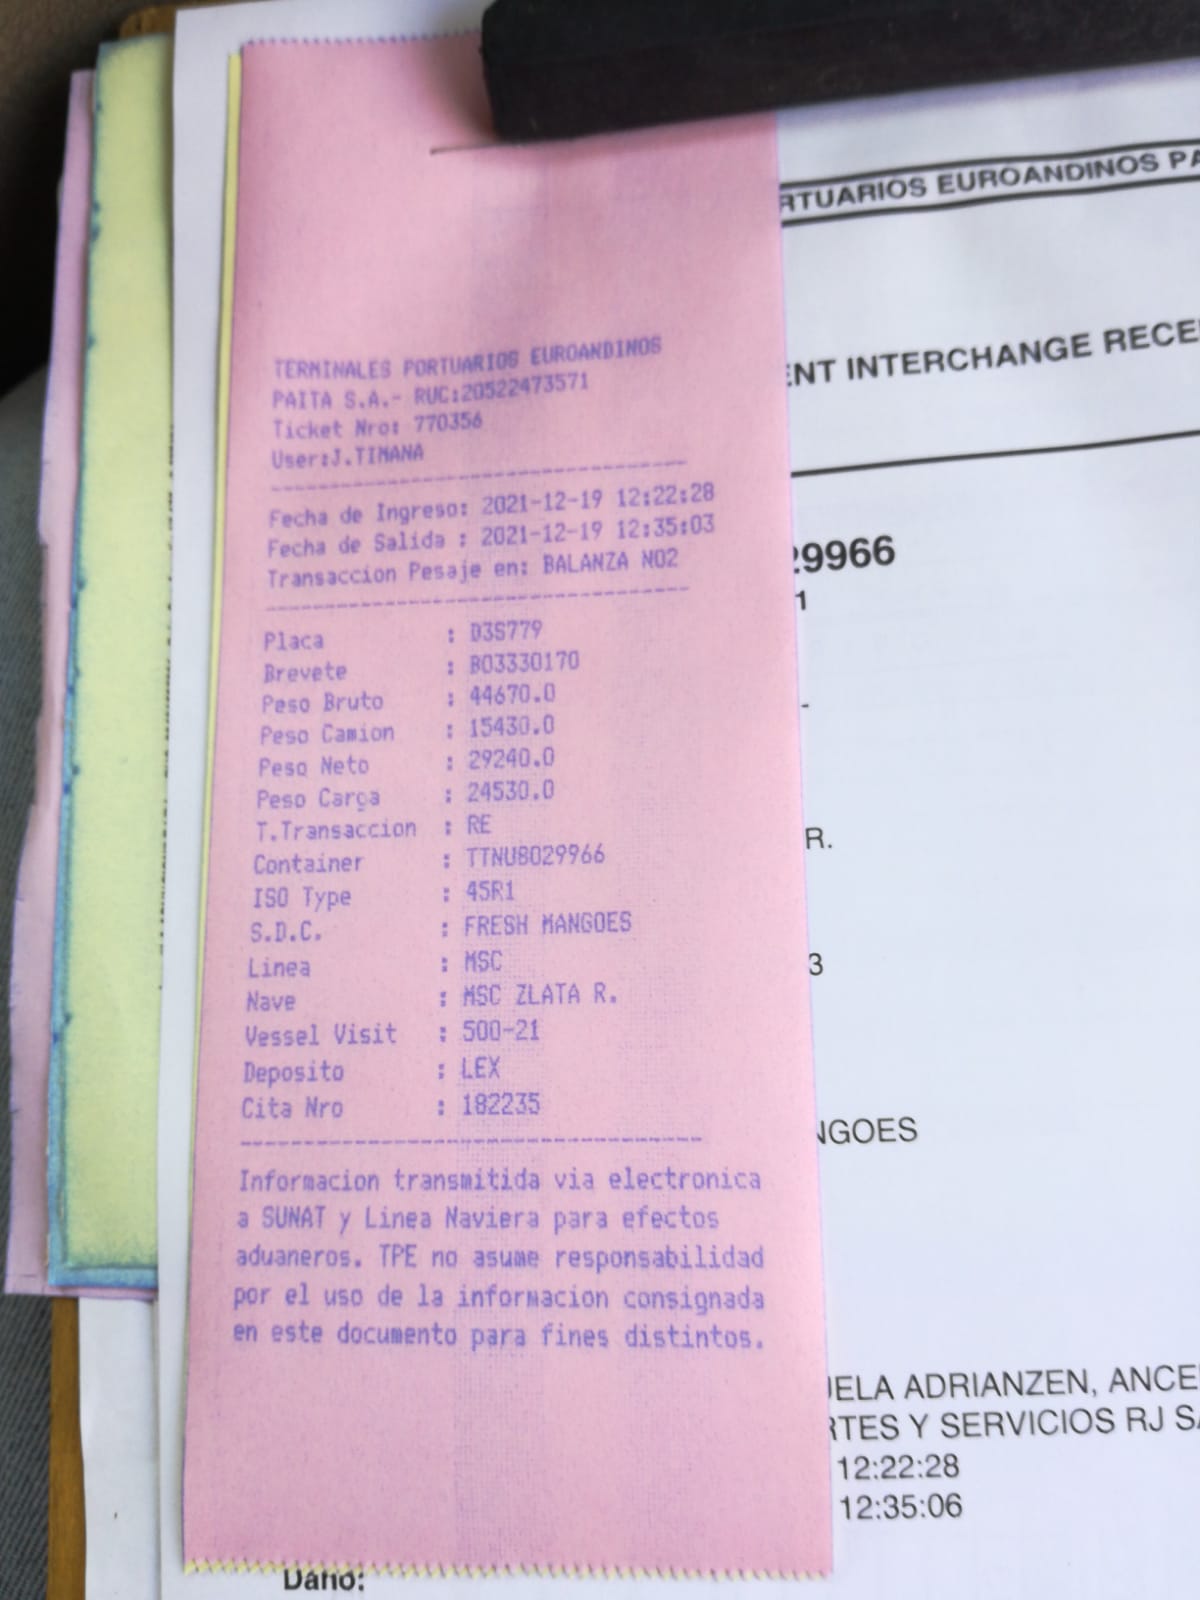 TERMINALES PORTUARIOS EUROANDINOS
PAITA S.A.- RUC:20522473571
Ticket Nro: 770356
User:J.TIMANA
Fecha de Ingreso: 2021-12-19 12:22:28
Fecha de Salida : 2021-12-19 12:35:03
Transaccion Pesaje en: BALANZA NO2
Placa : D3S779
Brevete : B03330170
Peso Bruto : 44670.0
Peso Camion : 15430.0
Peso Neto : 29240.0
Peso Carga : 24530.0
T.Transaccion : RE
Container : TTNU8029966
ISO Type : 45R1
S.D.C. : FRESH MANGOES
Linea : MSC
Nave : MSC ZLATA R.
Vessel Visit : 500-21
Deposito : LEX
Cita Nro : 182235
Informacion transmitida via electronica
a SUNAT y Linea Naviera para efectos
aduaneros. TPE no asume responsabilidad
por el uso de la informacion consignada
en este documento para fines distintos.
RTUARIOS EUROANDINOS PA
ENT INTERCHANGE RECE
29966
1
-
R.
3
NGOES
UELA ADRIANZEN, ANCE
RTES Y SERVICIOS RJ SA
12:22:28
12:35:06
Daño: